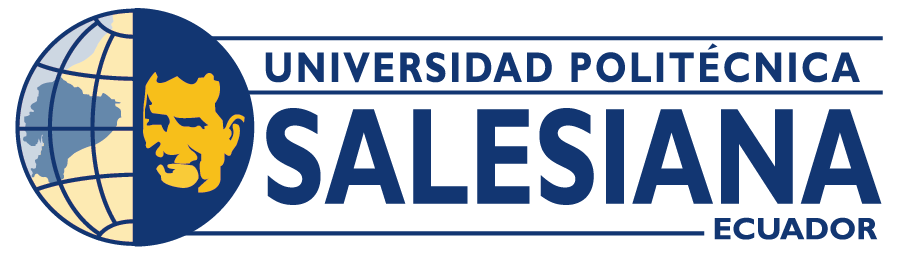 UNIVERSIDAD POLITÉCNICA
SALESIANA
ECUADOR